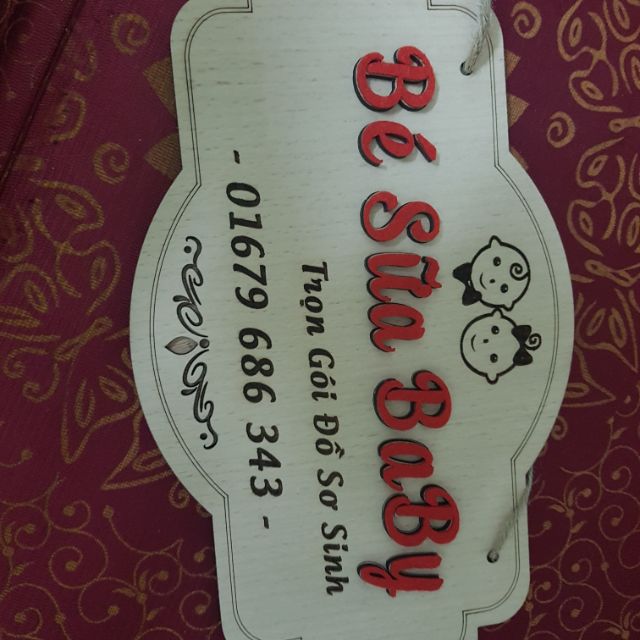 Bé Sữa BaBy
Trọn Gói Đồ Sơ Sinh
- 01679 686 343 -